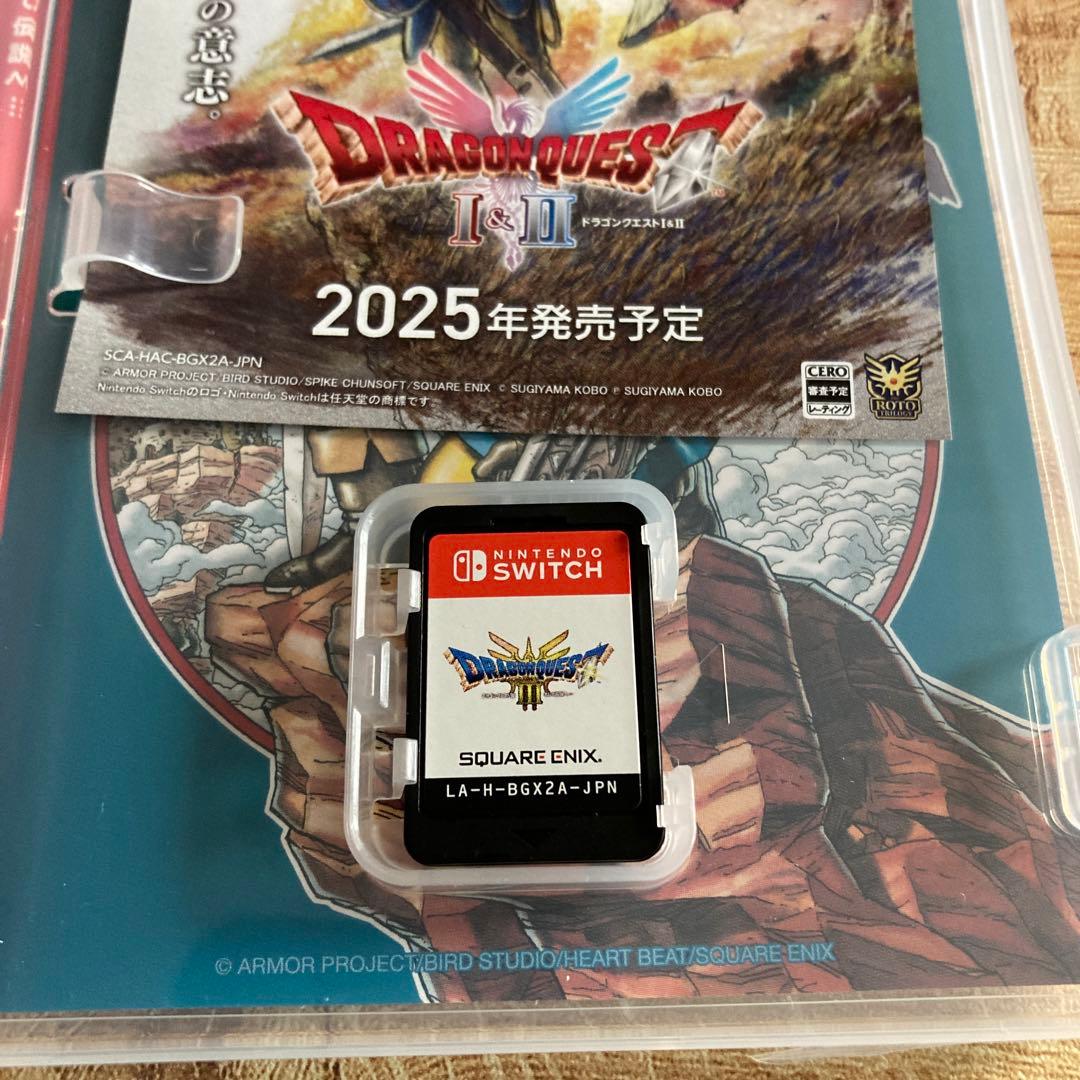 伝説へ…
の意志。
DRAGON QUEST
I & II
ドラゴンクエストI&II
2025年発売予定
SCA-HAC-BGX2A-JPN
© ARMOR PROJECT/BIRD STUDIO/SPIKE CHUNSOFT/SQUARE ENIX © SUGIYAMA KOBO ℗ SUGIYAMA KOBO
Nintendo Switchのロゴ・Nintendo Switchは任天堂の商標です。
CERO
審査予定
レーティング
ROTO
TRILOGY
NINTENDO
SWITCH
DRAGON QUEST
III
SQUARE ENIX.
LA-H-BGX2A-JPN
© ARMOR PROJECT/BIRD STUDIO/HEART BEAT/SQUARE ENIX